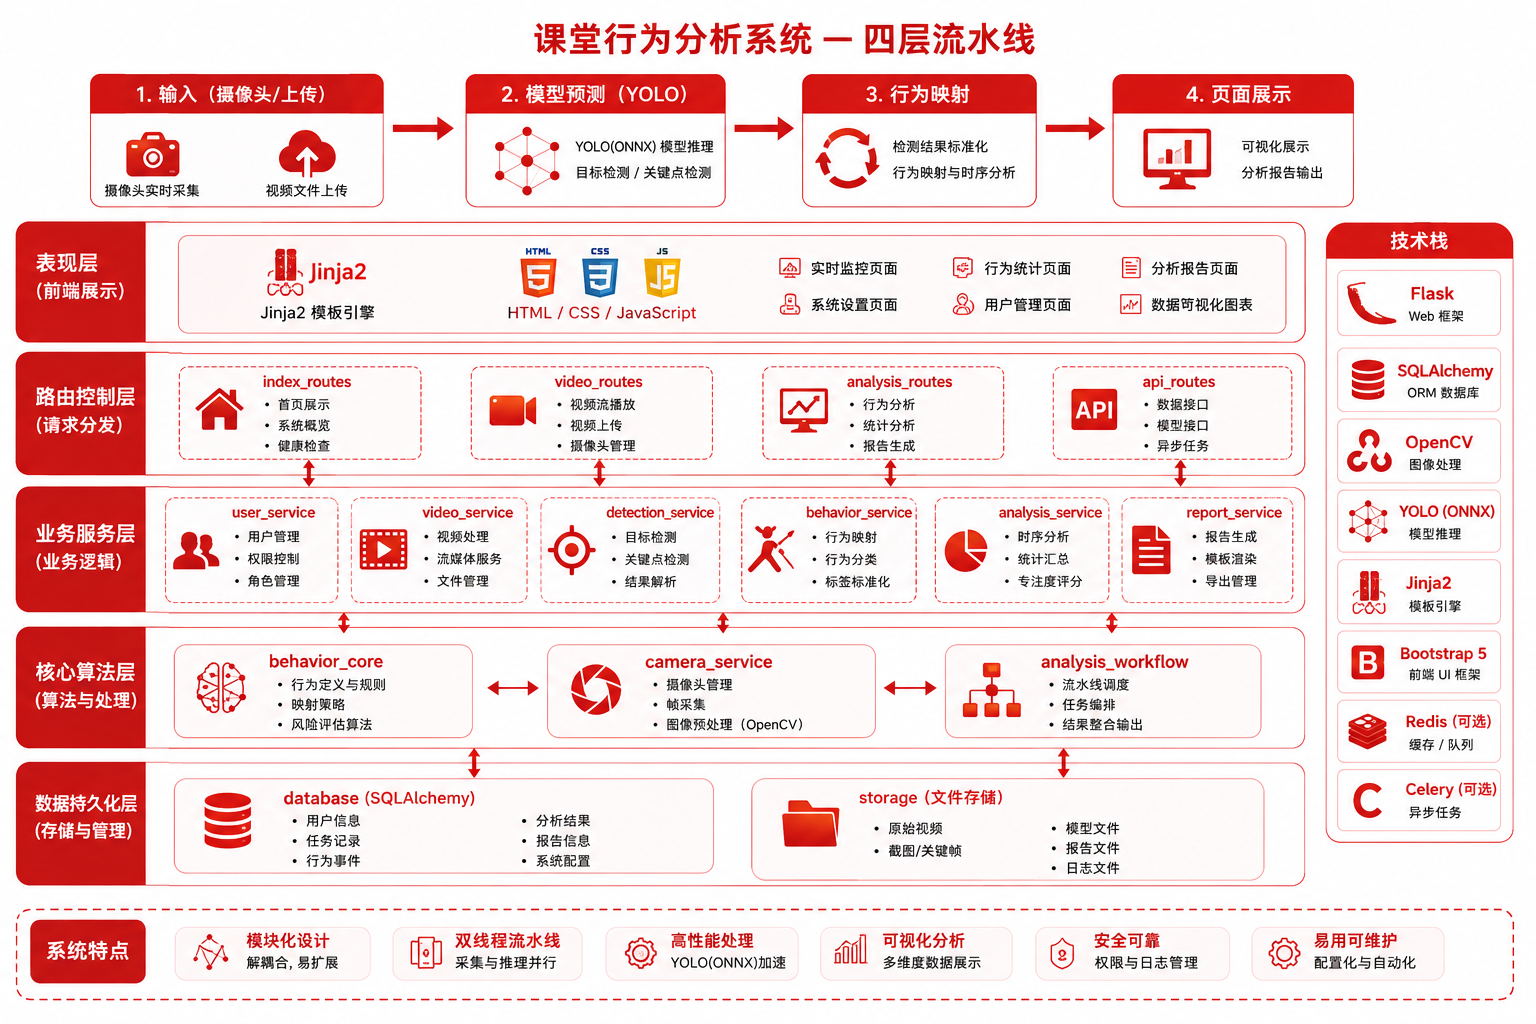 课堂行为分析系统 — 四层流水线
1. 输入（摄像头/上传）
摄像头实时采集
视频文件上传
2. 模型预测（YOLO）
YOLO(ONNX) 模型推理
目标检测 / 关键点检测
3. 行为映射
检测结果标准化
行为映射与时序分析
4. 页面展示
可视化展示
分析报告输出
表现层
(前端展示)
Jinja2
Jinja2 模板引擎
HTML
5
CSS
3
JS
JS
HTML / CSS / JavaScript
实时监控页面
行为统计页面
分析报告页面
系统设置页面
用户管理页面
数据可视化图表
路由控制层
(请求分发)
index_routes
• 首页展示
• 系统概览
• 健康检查
video_routes
• 视频流播放
• 视频上传
• 摄像头管理
analysis_routes
• 行为分析
• 统计分析
• 报告生成
API
api_routes
• 数据接口
• 模型接口
• 异步任务
业务服务层
(业务逻辑)
user_service
• 用户管理
• 权限控制
• 角色管理
video_service
• 视频处理
• 流媒体服务
• 文件管理
detection_service
• 目标检测
• 关键点检测
• 结果解析
behavior_service
• 行为映射
• 行为分类
• 标签标准化
analysis_service
• 时序分析
• 统计汇总
• 专注度评分
report_service
• 报告生成
• 模板渲染
• 导出管理
核心算法层
(算法与处理)
behavior_core
• 行为定义与规则
• 映射策略
• 风险评估算法
camera_service
• 摄像头管理
• 帧采集
• 图像预处理（OpenCV）
analysis_workflow
• 流水线调度
• 任务编排
• 结果整合输出
数据持久化层
(存储与管理)
database (SQLAlchemy)
• 用户信息
• 任务记录
• 行为事件
• 分析结果
• 报告信息
• 系统配置
storage (文件存储)
• 原始视频
• 截图/关键帧
• 模型文件
• 报告文件
• 日志文件
技术栈
Flask
Web 框架
SQLAlchemy
ORM 数据库
OpenCV
图像处理
YOLO (ONNX)
模型推理
Jinja2
模板引擎
B
Bootstrap 5
前端 UI 框架
Redis (可选)
缓存 / 队列
C
Celery (可选)
异步任务
系统特点
模块化设计
解耦合, 易扩展
双线程流水线
采集与推理并行
高性能处理
YOLO(ONNX)加速
可视化分析
多维度数据展示
安全可靠
权限与日志管理
易用可维护
配置化与自动化